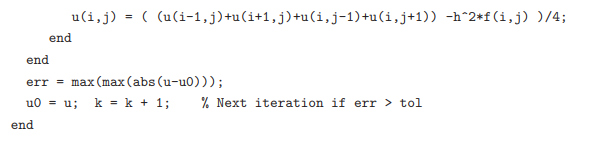 u(i,j) = ( (u(i-1,j)+u(i+1,j)+u(i,j-1)+u(i,j+1)) -h^2*f(i,j) )/4;
end
end
err = max(max(abs(u-u0)));
u0 = u; k = k + 1; % Next iteration if err > tol
end